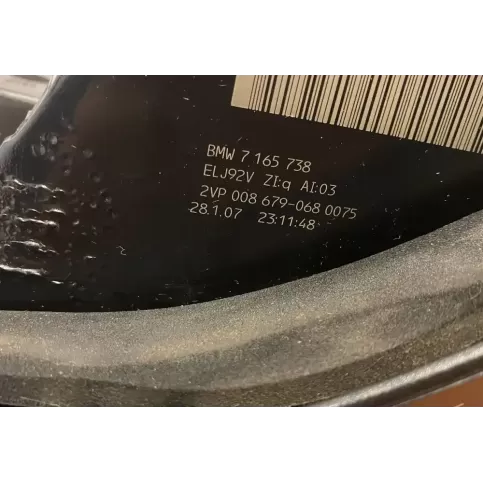 BMW 7 165 738
ELJ92V ZI:q AI:03
2VP 008 679-068 0075
28.1.07 23:11:48